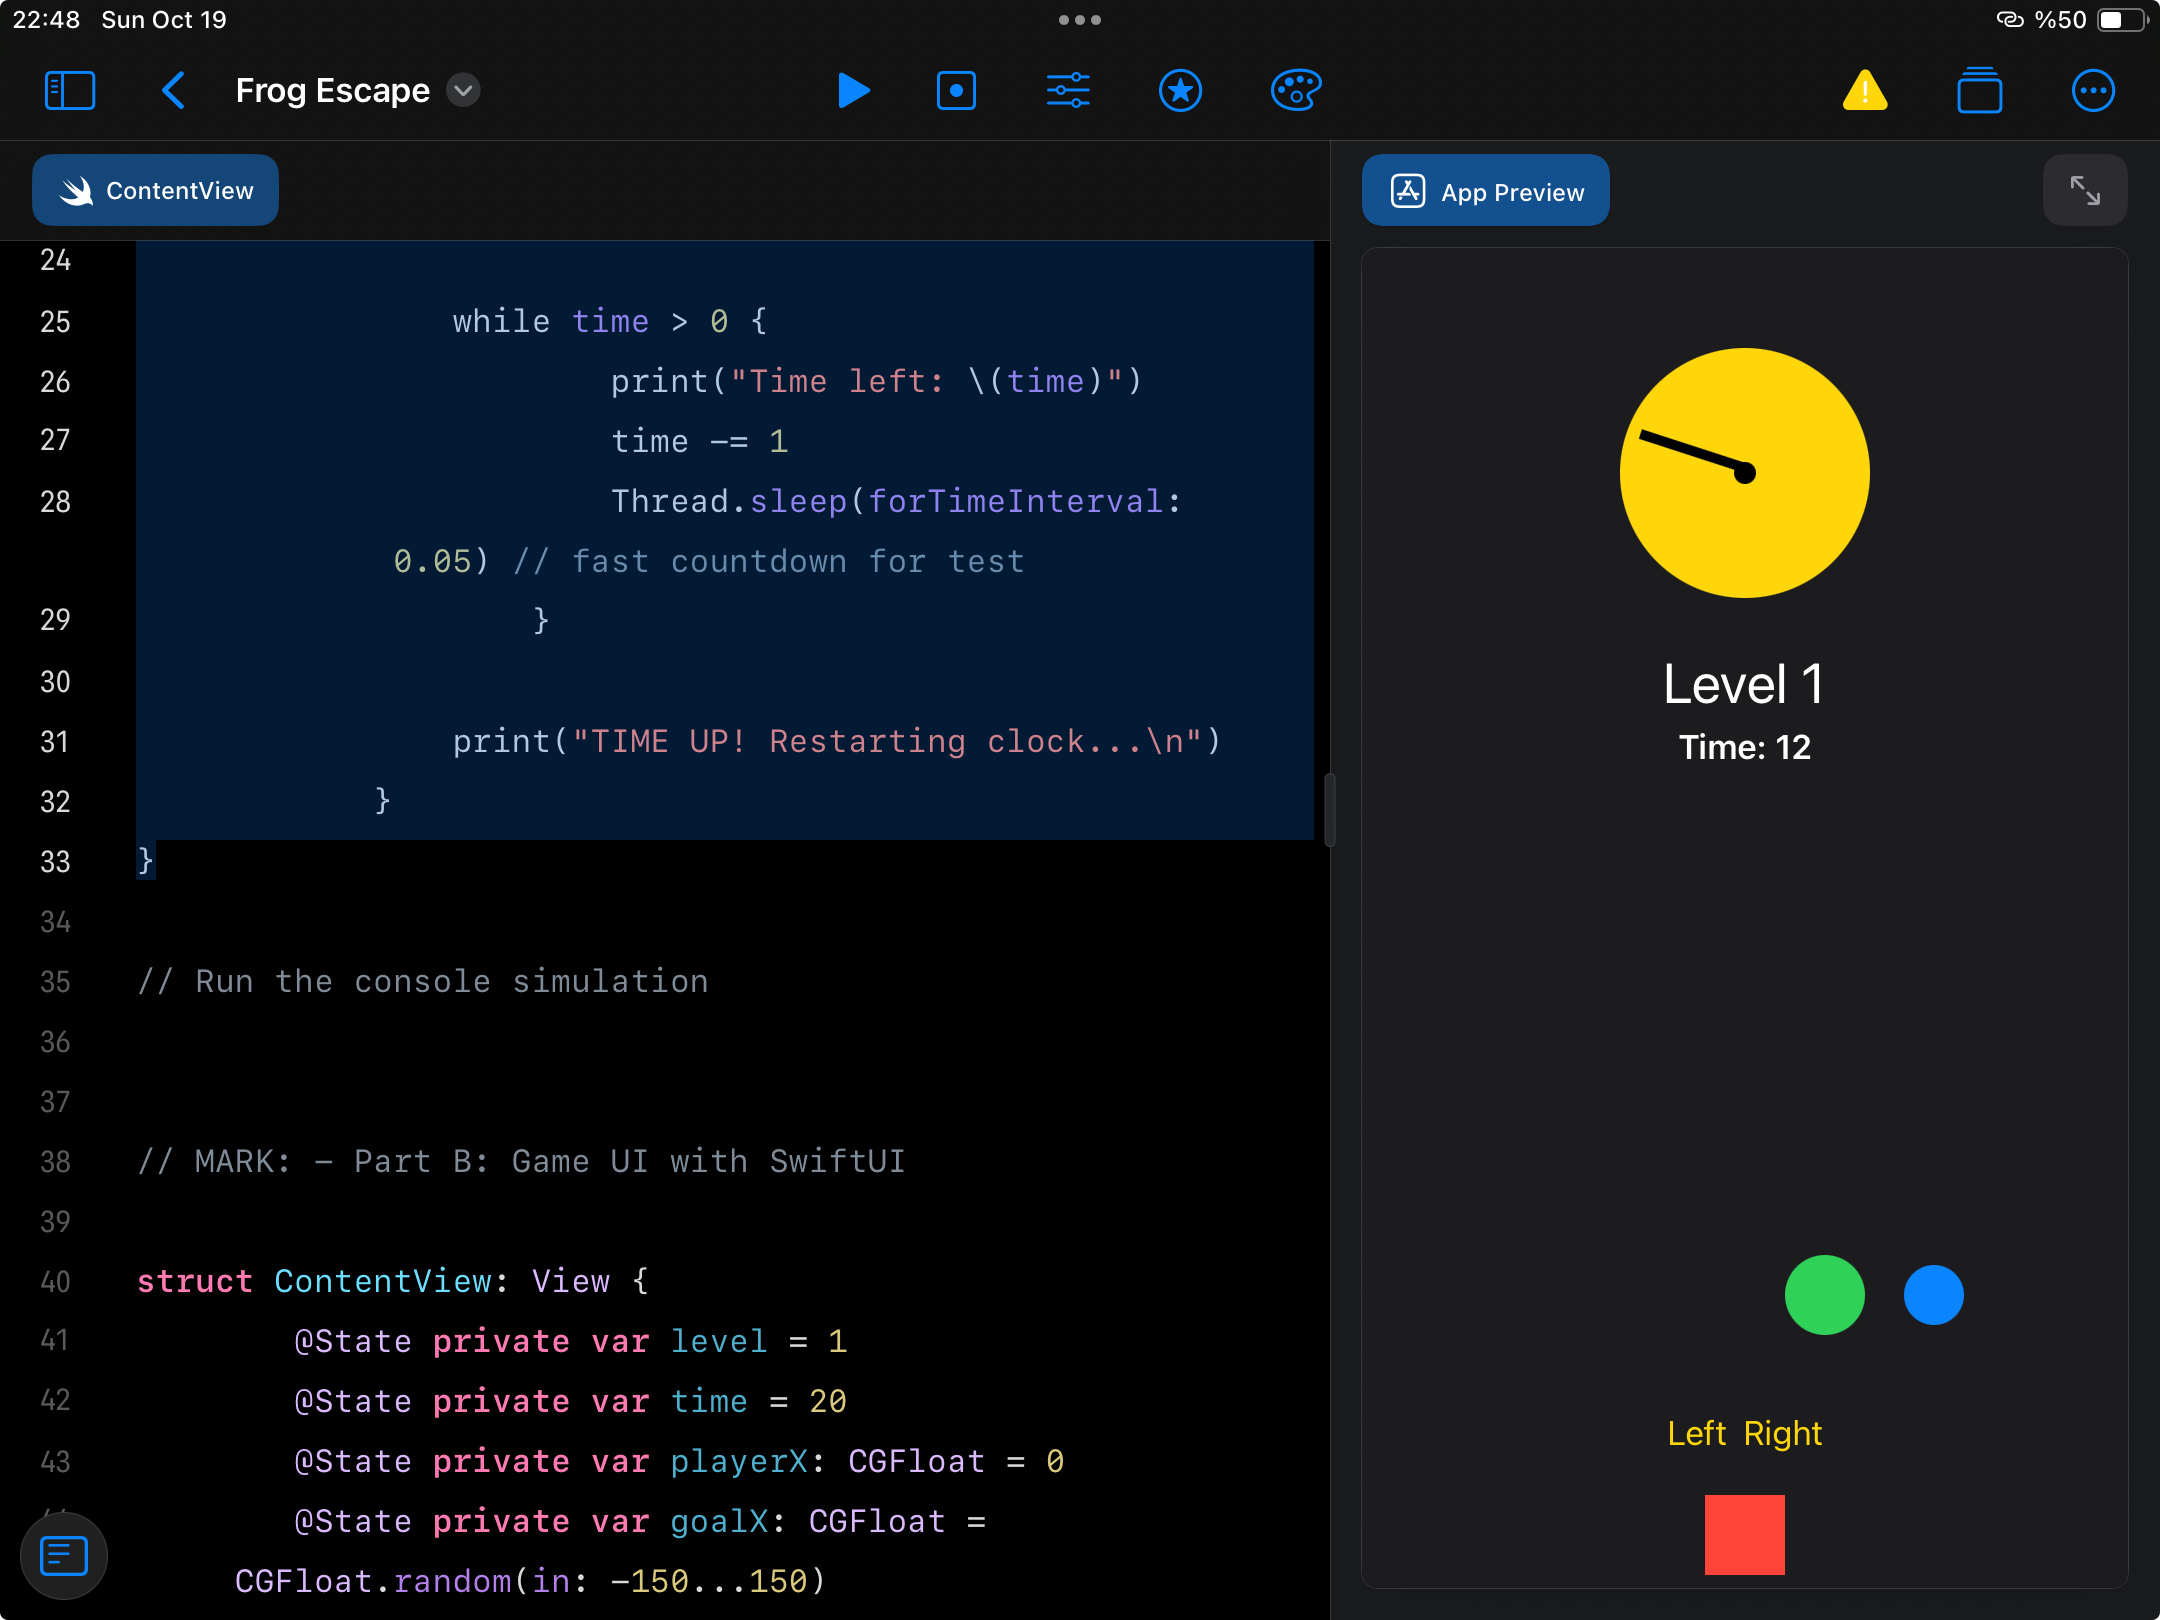 22:48 Sun Oct 19
%50
Frog Escape
ContentView
24
25 while time > 0 {
26 print("Time left: \(time)")
27 time -= 1
28 Thread.sleep(forTimeInterval:
0.05) // fast countdown for test
29 }
30
31 print("TIME UP! Restarting clock...\n")
32 }
33 }
34
35 // Run the console simulation
36
37
38 // MARK: - Part B: Game UI with SwiftUI
39
40 struct ContentView: View {
41 @State private var level = 1
42 @State private var time = 20
43 @State private var playerX: CGFloat = 0
@State private var goalX: CGFloat =
CGFloat.random(in: -150...150)
App Preview
Level 1
Time: 12
Left Right